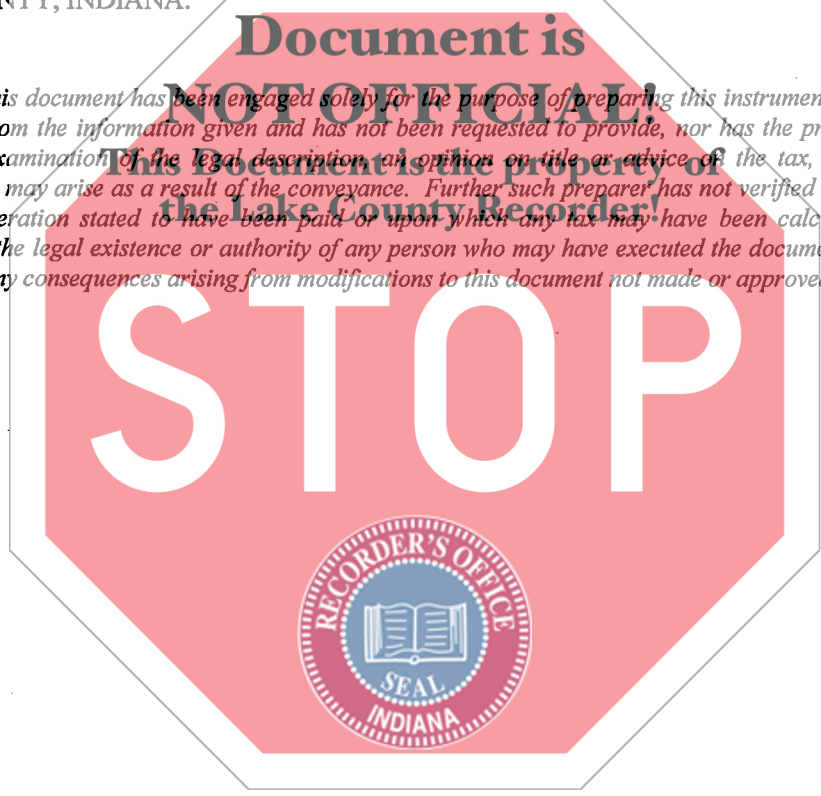 NTY, INDIANA.
Document is
NOT OFFICIAL!
is document has been engaged solely for the purpose of preparing this instrumen
om the information given and has not been requested to provide, nor has the pr
This Document is the property of
xamination of the legal description, an opinion on title or advice on the tax,
may arise as a result of the conveyance. Further such preparer has not verified
the Lake County Recorder!
eration stated to have been paid or upon which any tax may have been calc
he legal existence or authority of any person who may have executed the docume
ny consequences arising from modifications to this document not made or approve
STOP
RECORDER'S OFFICE
SEAL
INDIANA